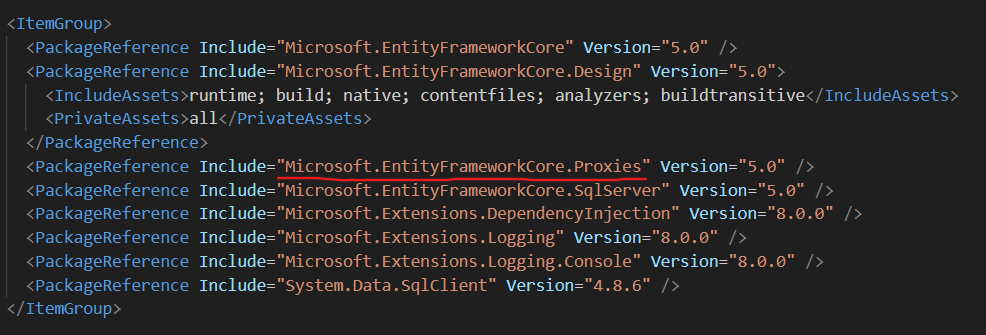 <ItemGroup>
<PackageReference Include="Microsoft.EntityFrameworkCore" Version="5.0" />
<PackageReference Include="Microsoft.EntityFrameworkCore.Design" Version="5.0">
<IncludeAssets>runtime; build; native; contentfiles; analyzers; buildtransitive</IncludeAssets>
<PrivateAssets>all</PrivateAssets>
</PackageReference>
<PackageReference Include="Microsoft.EntityFrameworkCore.Proxies" Version="5.0" />
<PackageReference Include="Microsoft.EntityFrameworkCore.SqlServer" Version="5.0" />
<PackageReference Include="Microsoft.Extensions.DependencyInjection" Version="8.0.0" />
<PackageReference Include="Microsoft.Extensions.Logging" Version="8.0.0" />
<PackageReference Include="Microsoft.Extensions.Logging.Console" Version="8.0.0" />
<PackageReference Include="System.Data.SqlClient" Version="4.8.6" />
</ItemGroup>